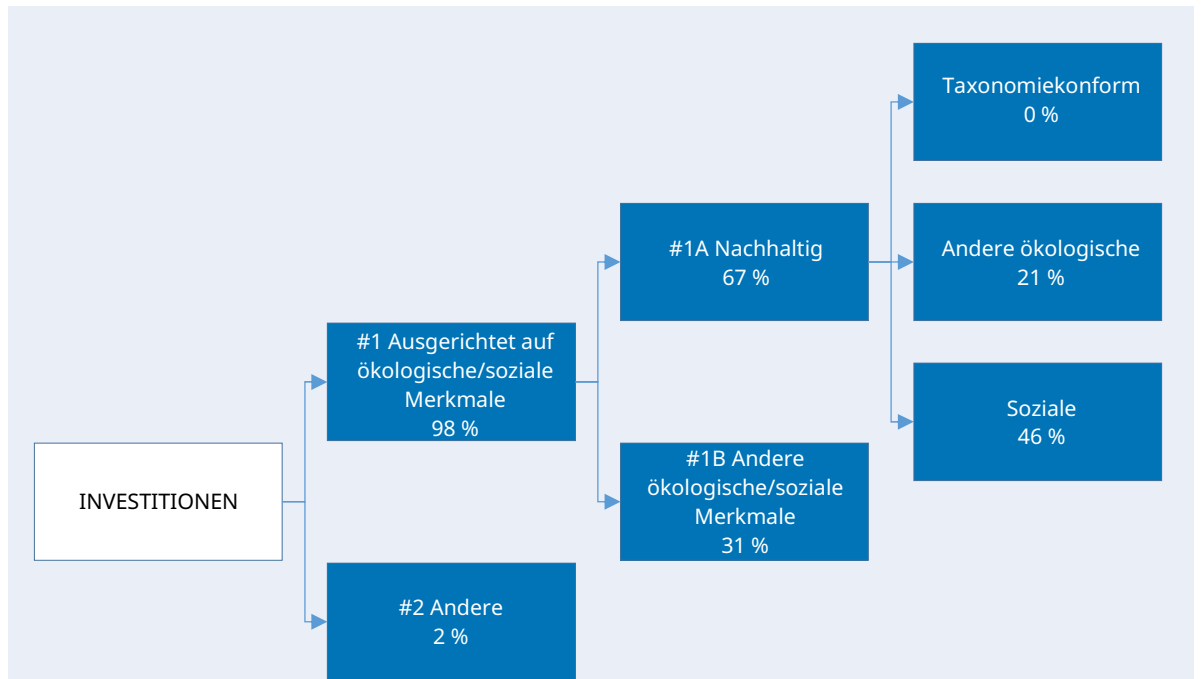 INVESTITIONEN
#1 Ausgerichtet auf
ökologische/soziale
Merkmale
98 %
#2 Andere
2 %
#1A Nachhaltig
67 %
#1B Andere
ökologische/soziale
Merkmale
31 %
Taxonomiekonform
0 %
Andere ökologische
21 %
Soziale
46 %